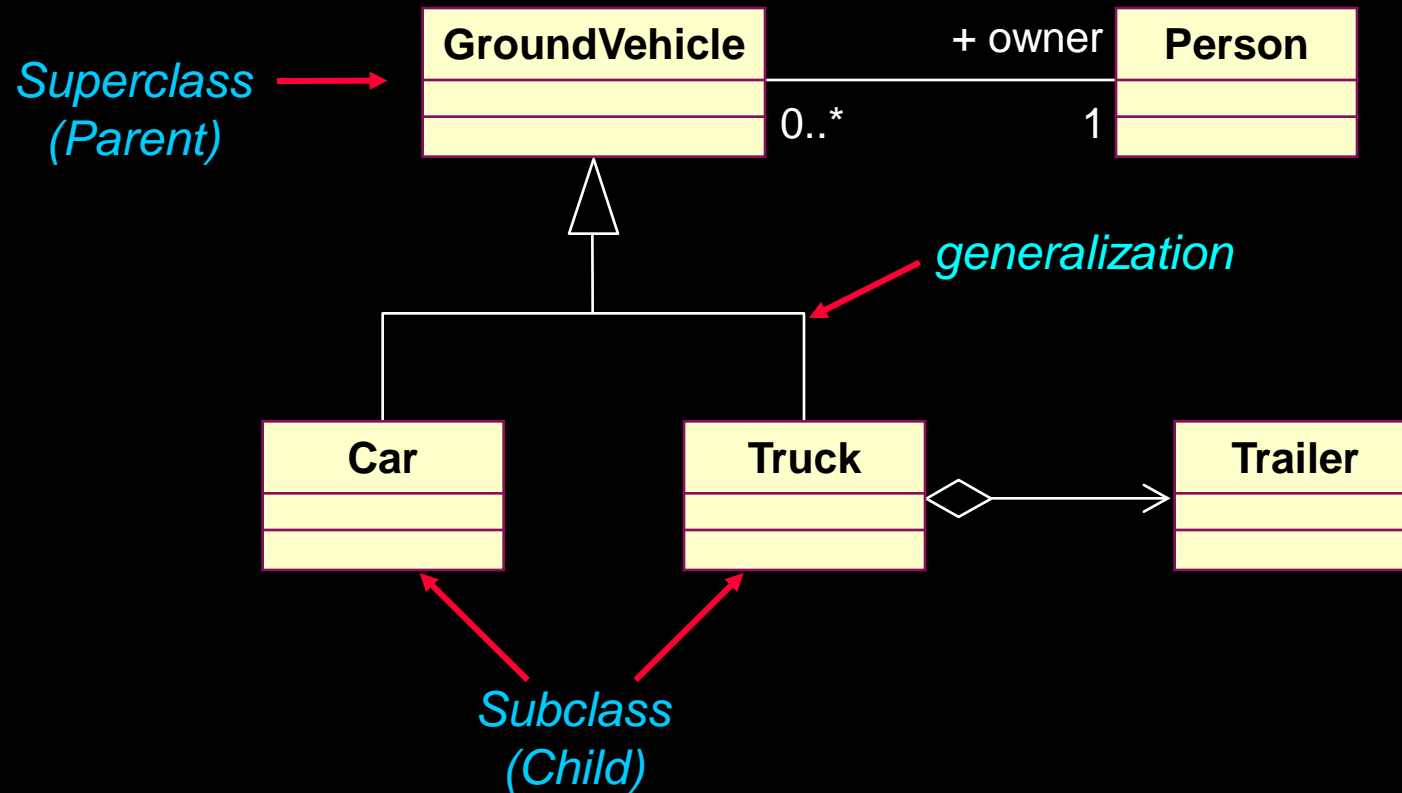 GroundVehicle
+ owner
Person
Superclass
(Parent)
0..*
1
generalization
Car
Truck
Trailer
Subclass
(Child)